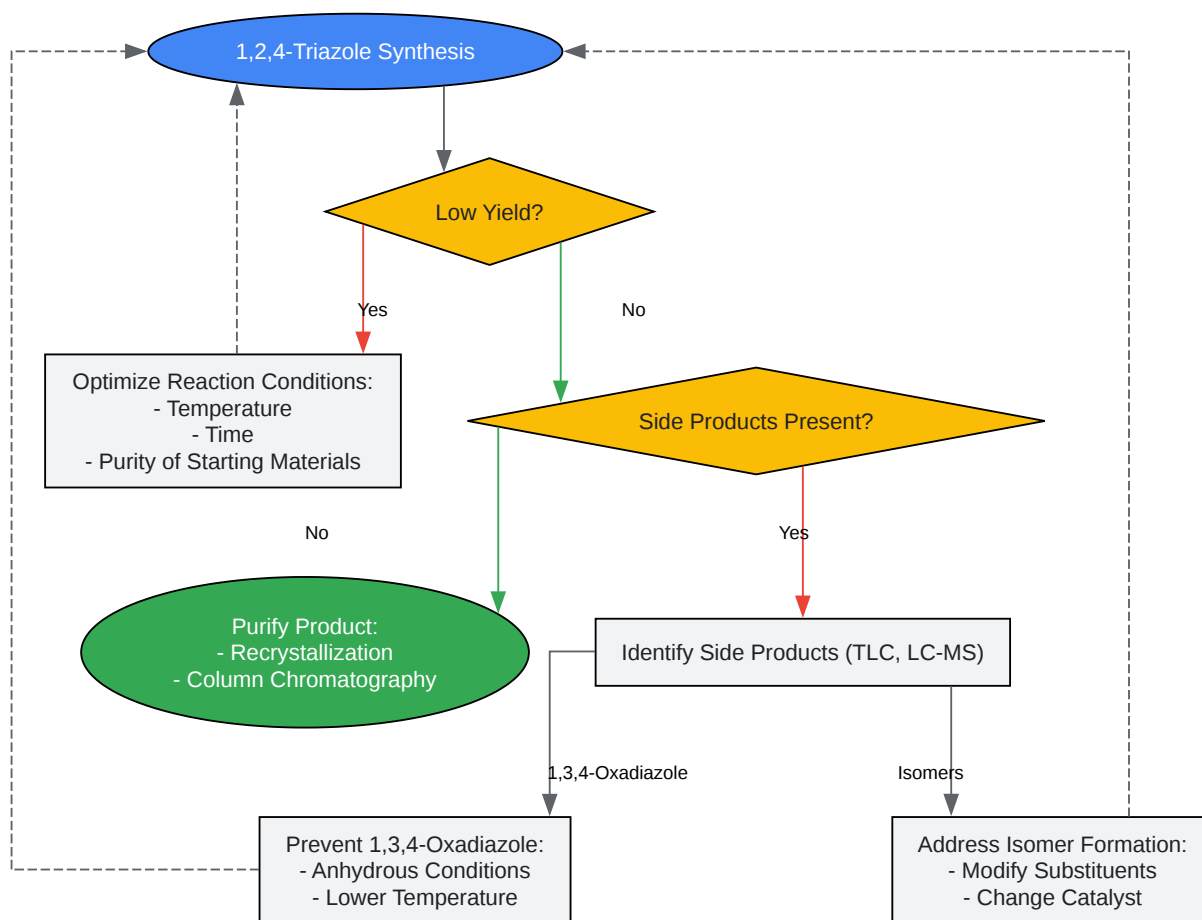 1,2,4-Triazole Synthesis
Low Yield?
Yes
No
Optimize Reaction Conditions:
- Temperature
- Time
- Purity of Starting Materials
Side Products Present?
No
Yes
Purify Product:
- Recrystallization
- Column Chromatography
Identify Side Products (TLC, LC-MS)
1,3,4-Oxadiazole
Isomers
Prevent 1,3,4-Oxadiazole:
- Anhydrous Conditions
- Lower Temperature
Address Isomer Formation:
- Modify Substituents
- Change Catalyst